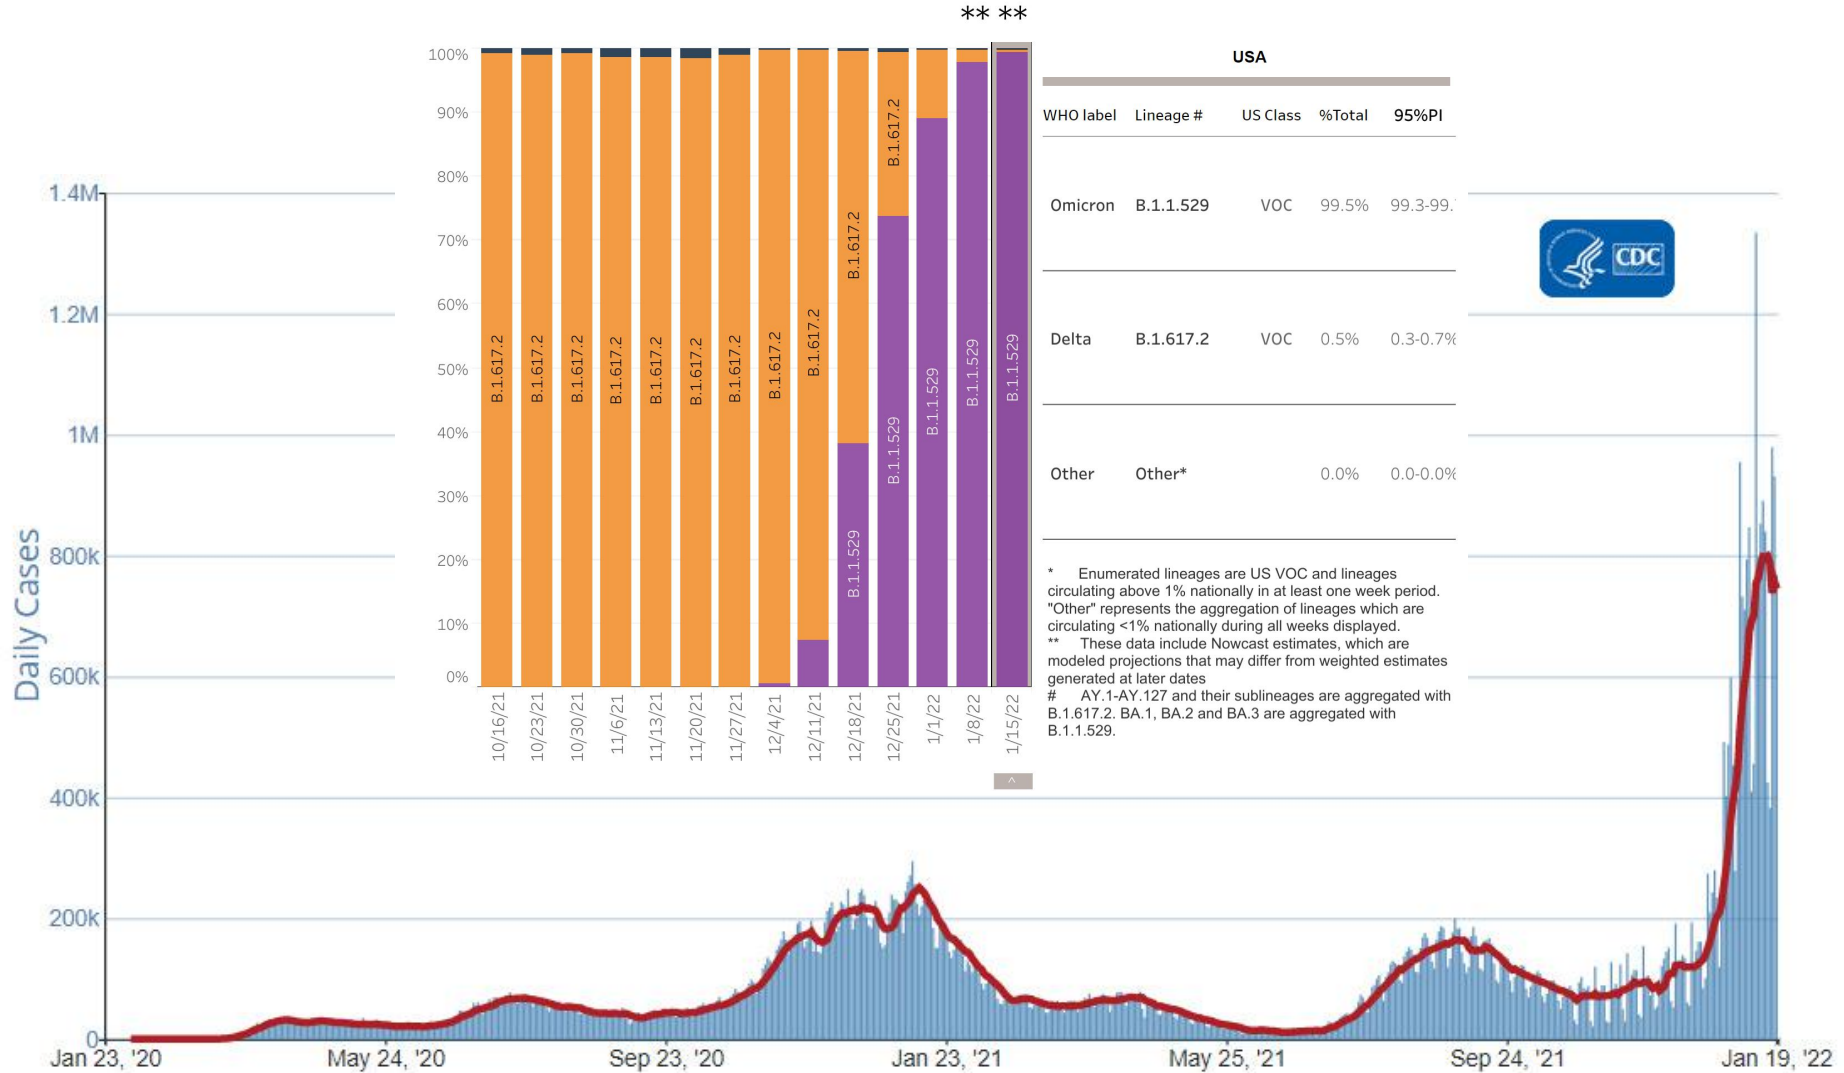 ** **
100%
90%
80%
70%
60%
50%
40%
30%
20%
10%
0%
B.1.617.2
B.1.617.2
B.1.617.2
B.1.617.2
B.1.617.2
B.1.617.2
B.1.617.2
B.1.617.2
B.1.617.2
B.1.617.2
B.1.1.529
B.1.617.2
B.1.1.529
B.1.1.529
B.1.1.529
B.1.1.529
10/16/21
10/23/21
10/30/21
11/6/21
11/13/21
11/20/21
11/27/21
12/4/21
12/11/21
12/18/21
12/25/21
1/1/22
1/8/22
1/15/22
^
USA
WHO label Lineage # US Class %Total 95%PI
Omicron B.1.1.529 VOC 99.5% 99.3-99.
Delta B.1.617.2 VOC 0.5% 0.3-0.7%
Other Other* 0.0% 0.0-0.0%
* Enumerated lineages are US VOC and lineages
circulating above 1% nationally in at least one week period.
"Other" represents the aggregation of lineages which are
circulating <1% nationally during all weeks displayed.
** These data include Nowcast estimates, which are
modeled projections that may differ from weighted estimates
generated at later dates
# AY.1-AY.127 and their sublineages are aggregated with
B.1.617.2. BA.1, BA.2 and BA.3 are aggregated with
B.1.1.529.
CDC
Daily Cases
1.4M
1.2M
1M
800k
600k
400k
200k
0
Jan 23, '20
May 24, '20
Sep 23, '20
Jan 23, '21
May 25, '21
Sep 24, '21
Jan 19, '22